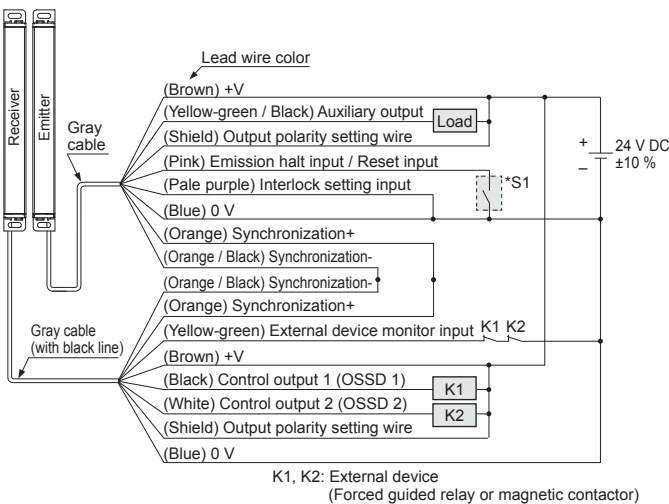 Lead wire color
Receiver
Emitter
Gray
cable
(Brown) +V
(Yellow-green / Black) Auxiliary output
Load
(Shield) Output polarity setting wire
(Pink) Emission halt input / Reset input
(Pale purple) Interlock setting input
*S1
(Blue) 0 V
+
−
24 V DC
±10 %
(Orange) Synchronization+
(Orange / Black) Synchronization-
(Orange / Black) Synchronization-
(Orange) Synchronization+
Gray cable
(with black line)
(Yellow-green) External device monitor input K1 K2
(Brown) +V
(Black) Control output 1 (OSSD 1)
K1
(White) Control output 2 (OSSD 2)
K2
(Shield) Output polarity setting wire
(Blue) 0 V
K1, K2: External device
(Forced guided relay or magnetic contactor)